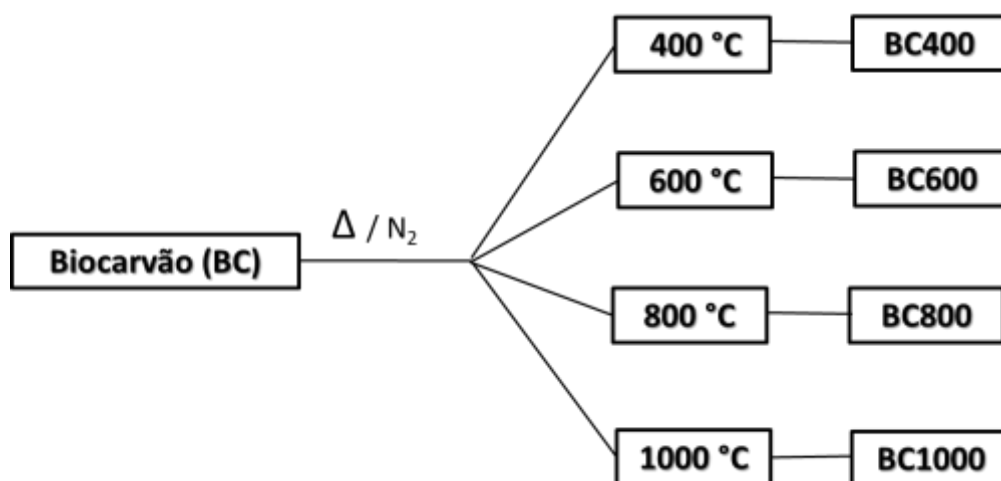 400 °C
BC400
600 °C
BC600
Δ / N₂
Biocarvão (BC)
800 °C
BC800
1000 °C
BC1000